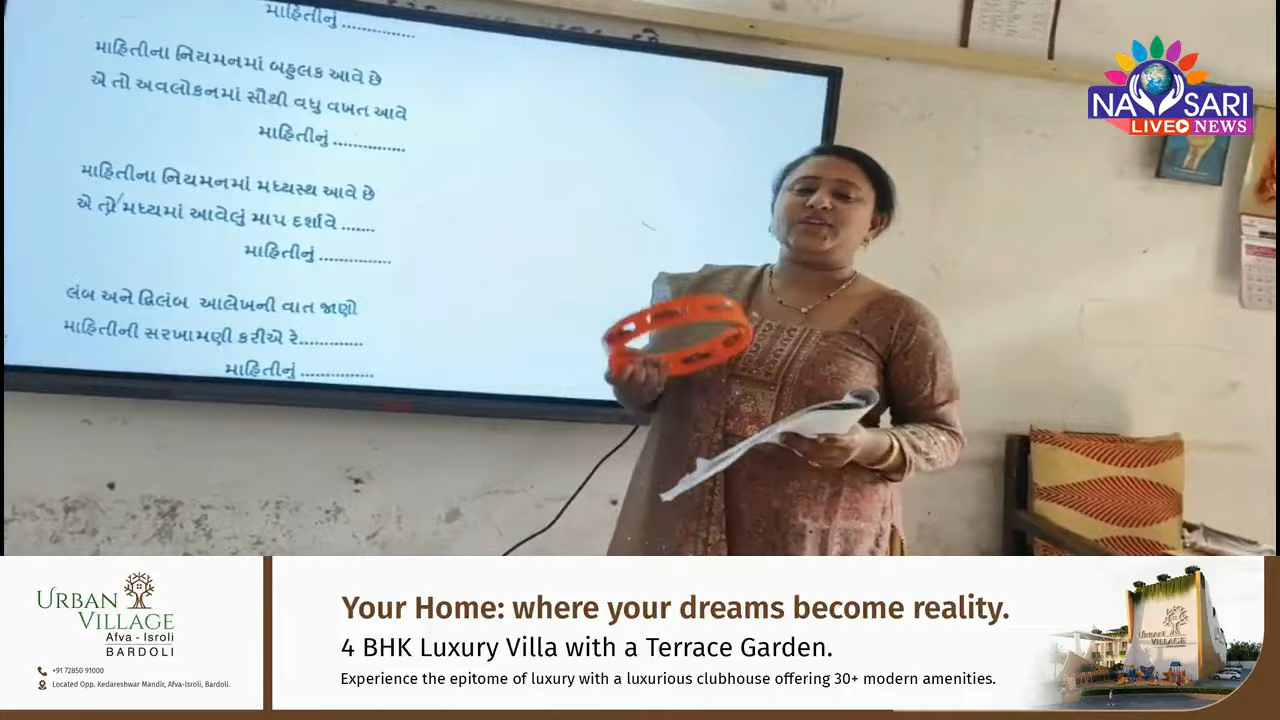 માહિતીનું ...............
માહિતીના નિયમનમાં બહુલક આવે છે
એ તો અવલોકનમાં સૌથી વધુ વખત આવે
માહિતીનું ...............
માહિતીના નિયમનમાં મધ્યસ્થ આવે છે
એ તો મધ્યમાં આવેલું માપ દર્શાવે .......
માહિતીનું ...............
લંબ અને દ્વિલંબ આલેખની વાત જાણો
માહિતીની સરખામણી કરીએ રે.............
માહિતીનું ...............
NAVSARI
LIVE NEWS
URBAN
VILLAGE
Afva - Isroli
BARDOLI
+91 72850 91000
Located Opp. Kedareshwar Mandir, Afva-Isroli, Bardoli.
Your Home: where your dreams become reality.
4 BHK Luxury Villa with a Terrace Garden.
Experience the epitome of luxury with a luxurious clubhouse offering 30+ modern amenities.
URBAN
VILLAGE